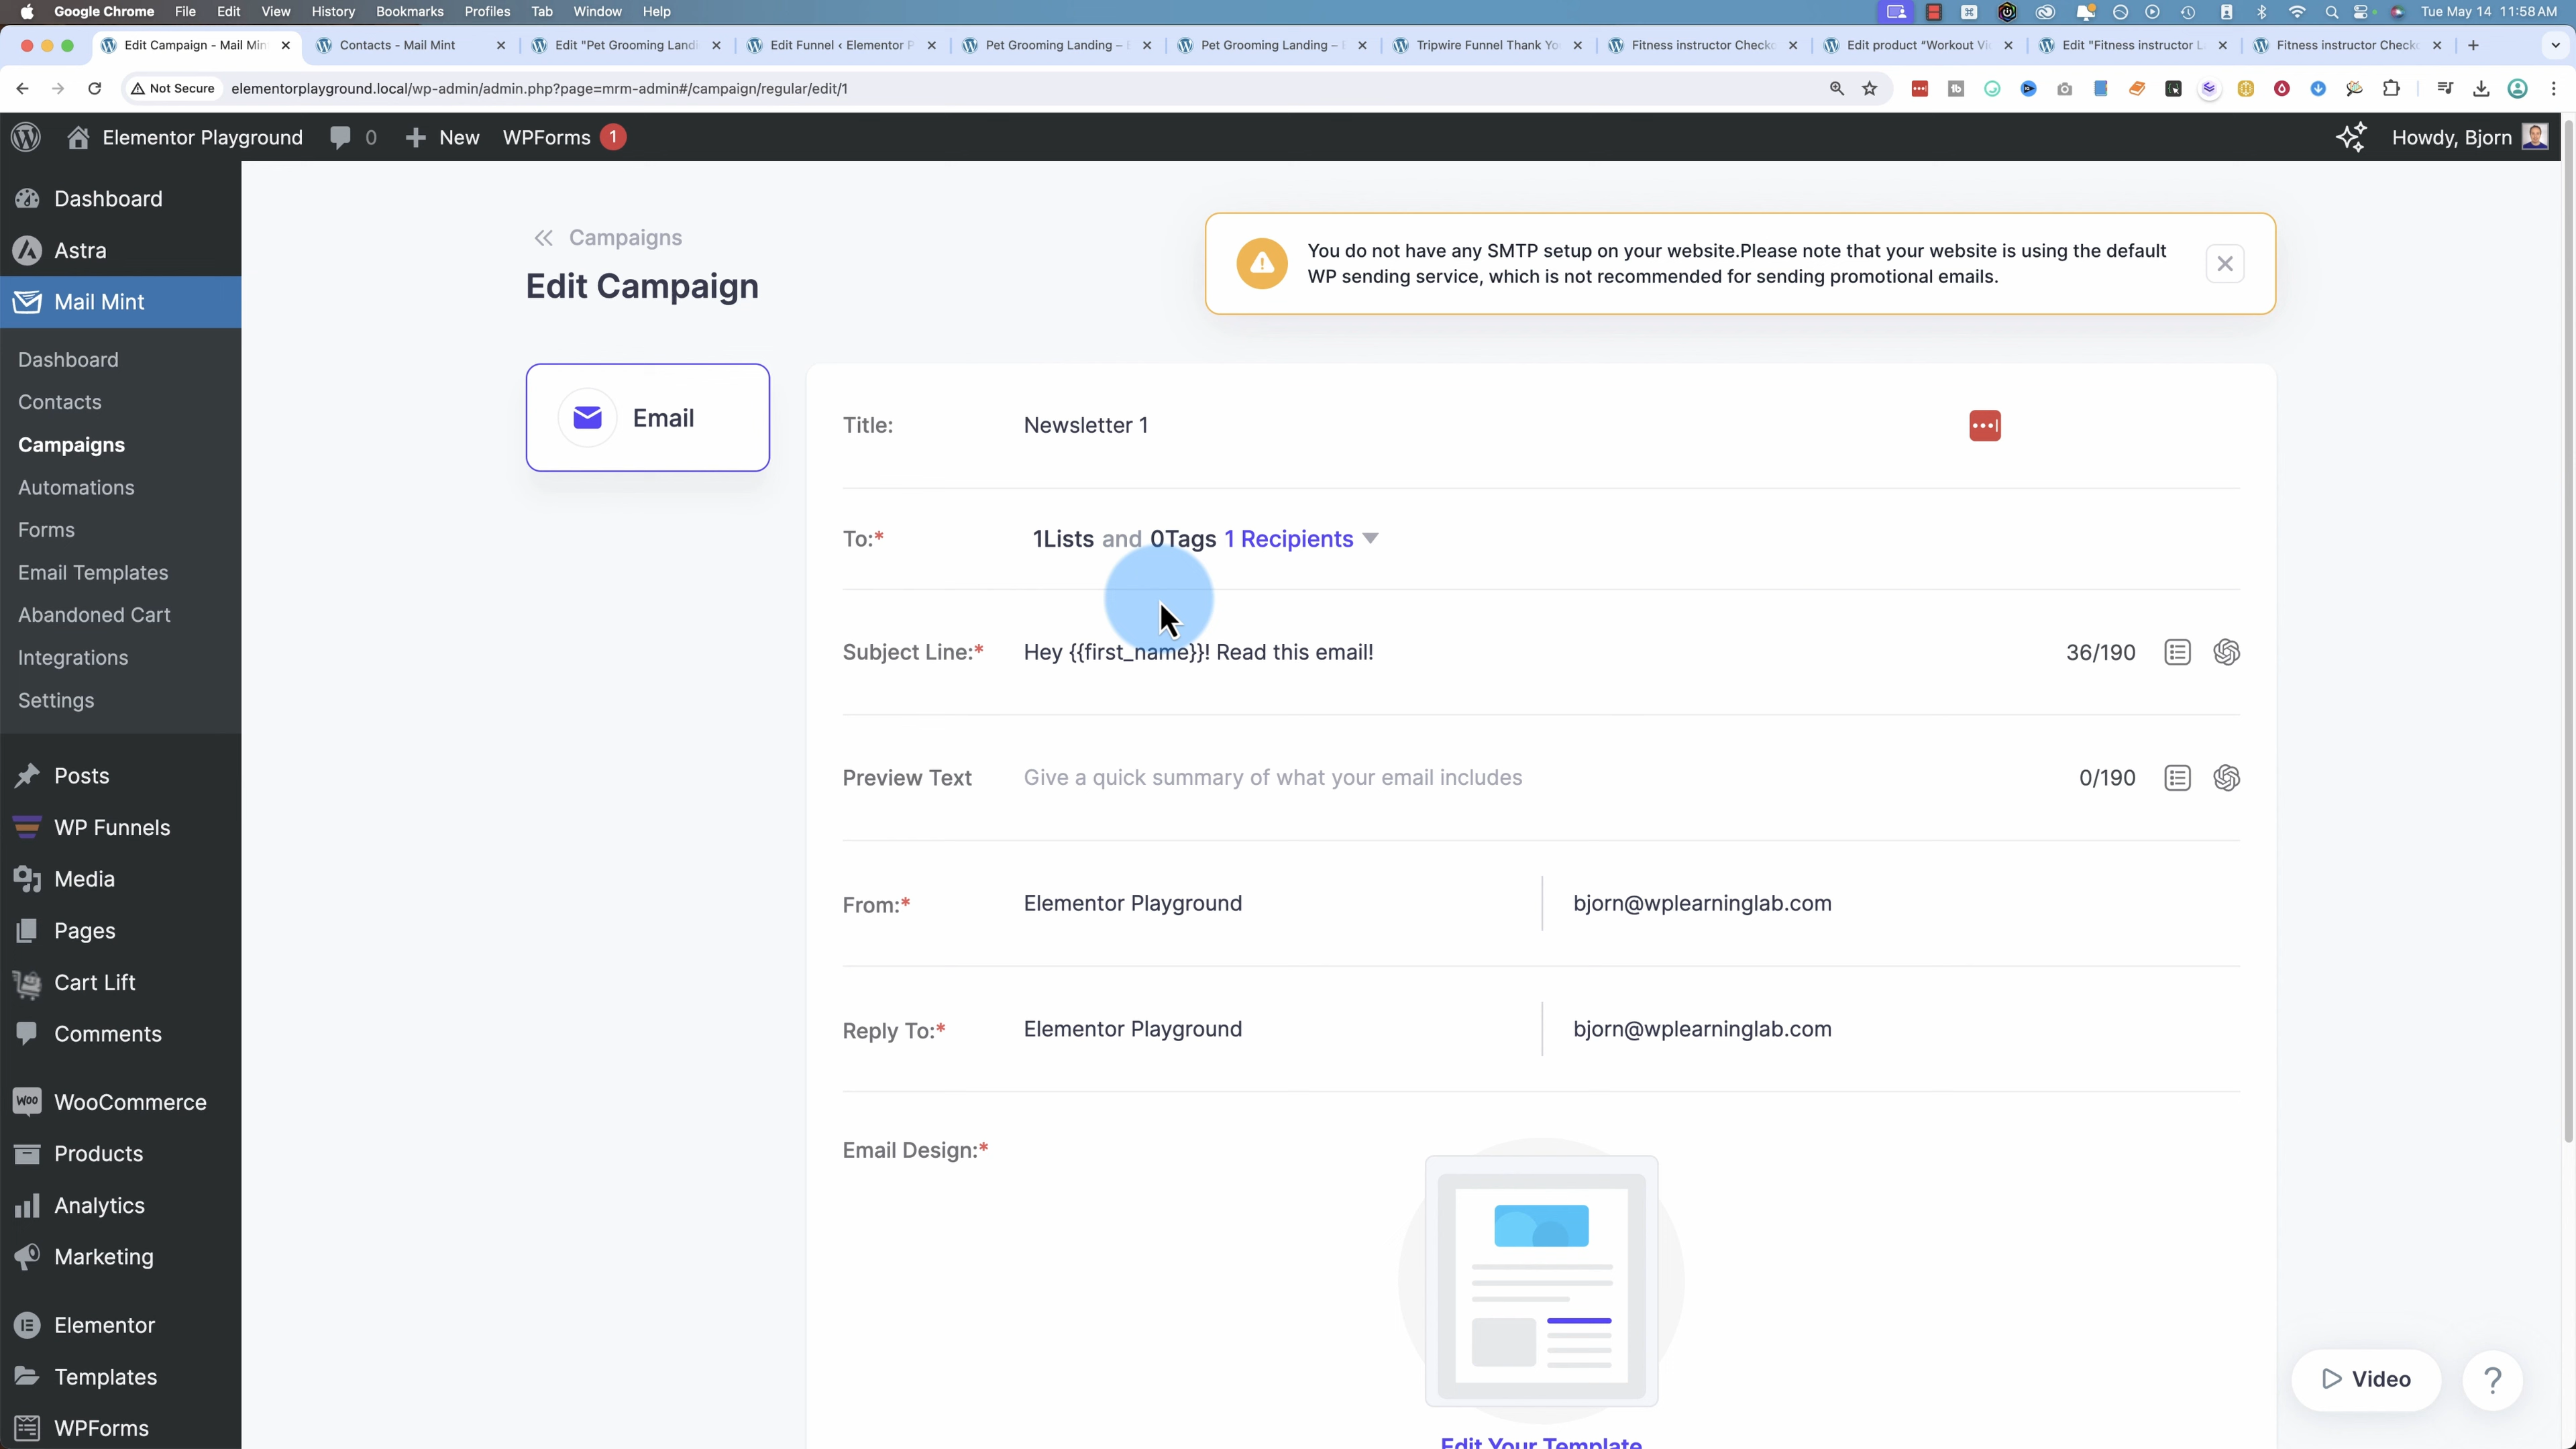 Google Chrome File Edit View History Bookmarks Profiles Tab Window Help Tue May 14 11:58 AM
Edit Campaign - Mail Min Contacts - Mail Mint Edit "Pet Grooming Landi Edit Funnel ‹ Elementor P Pet Grooming Landing – E Pet Grooming Landing – E Tripwire Funnel Thank Yo Fitness instructor Checko Edit product "Workout Vi Edit "Fitness instructor L Fitness instructor Checko
Not Secure elementorplayground.local/wp-admin/admin.php?page=mrm-admin#/campaign/regular/edit/1
Elementor Playground 0 New WPForms 1 Howdy, Bjorn
Dashboard
Astra
Mail Mint
Dashboard
Contacts
Campaigns
Automations
Forms
Email Templates
Abandoned Cart
Integrations
Settings
Posts
WP Funnels
Media
Pages
Cart Lift
Comments
WooCommerce
Products
Analytics
Marketing
Elementor
Templates
WPForms
Campaigns
Edit Campaign
You do not have any SMTP setup on your website.Please note that your website is using the default
WP sending service, which is not recommended for sending promotional emails.
Email
Title: Newsletter 1
To:* 1Lists and 0Tags 1 Recipients
Subject Line:* Hey {{first_name}}! Read this email! 36/190
Preview Text Give a quick summary of what your email includes 0/190
From:* Elementor Playground bjorn@wplearninglab.com
Reply To:* Elementor Playground bjorn@wplearninglab.com
Email Design:*
Edit Your Template
Video ?